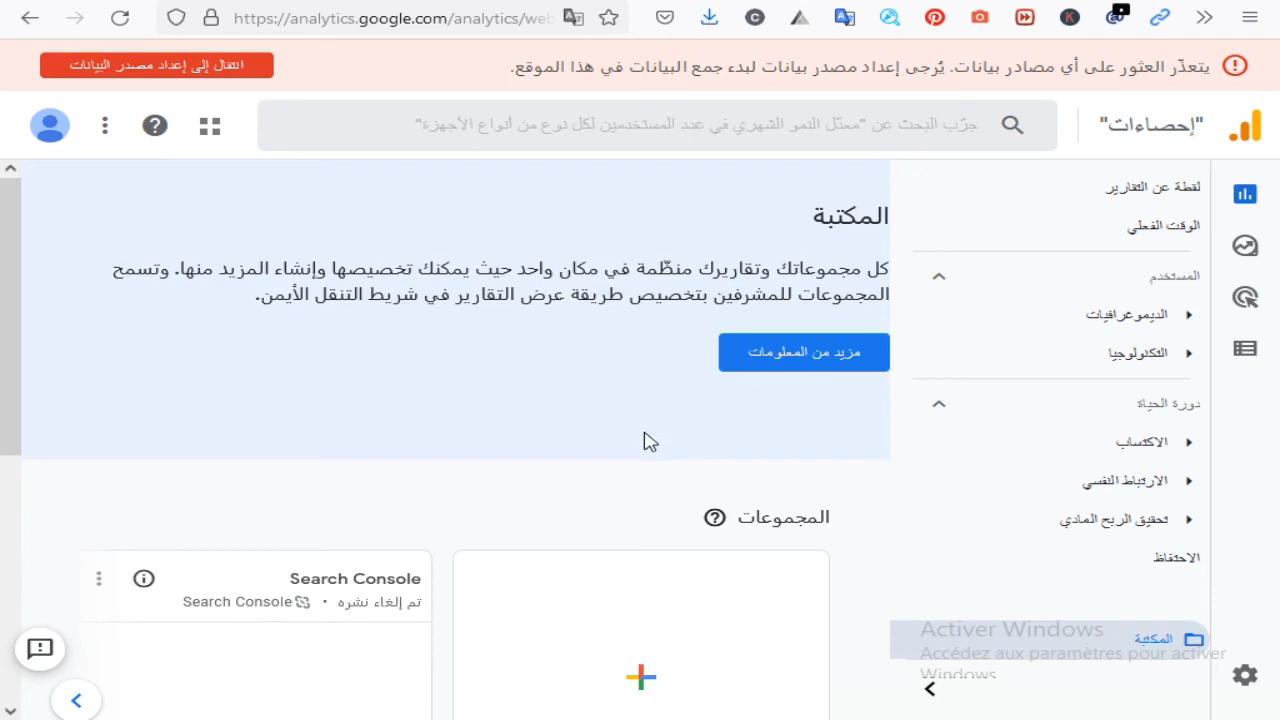 https://analytics.google.com/analytics/web
يتعذّر العثور على أي مصادر بيانات. يُرجى إعداد مصدر بيانات لبدء جمع البيانات في هذا الموقع.
انتقال إلى إعداد مصدر البيانات
"إحصاءات"
جرّب البحث عن "معدّل النمو الشهري في عدد المستخدمين لكل نوع من أنواع الأجهزة"
لقطة عن التقارير
الوقت الفعلي
المستخدم
الديموغرافيات
التكنولوجيا
دورة الحياة
الاكتساب
الارتباط النفسي
تحقيق الربح المادي
الاحتفاظ
المكتبة
المكتبة
كل مجموعاتك وتقاريرك منظّمة في مكان واحد حيث يمكنك تخصيصها وإنشاء المزيد منها. وتسمح
المجموعات للمشرفين بتخصيص طريقة عرض التقارير في شريط التنقل الأيمن.
مزيد من المعلومات
المجموعات
Search Console
تم إلغاء نشره • Search Console
Activer Windows
Accédez aux paramètres pour activer
Windows